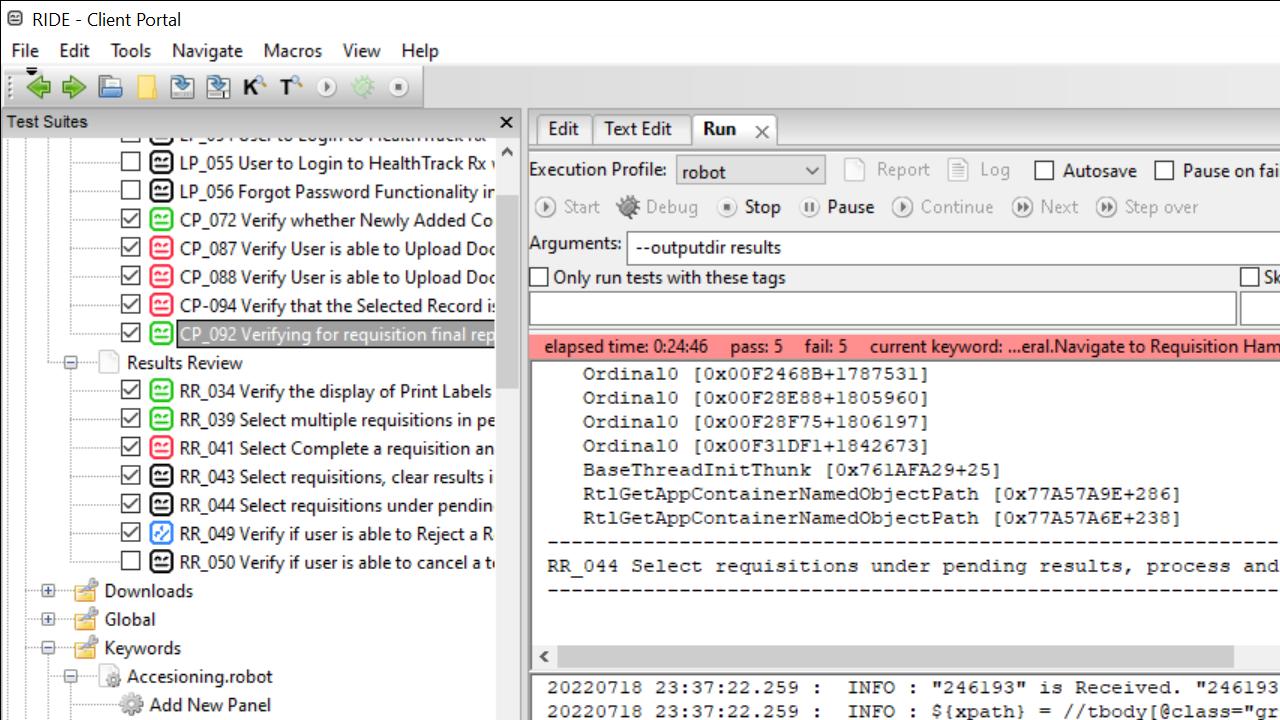 RIDE - Client Portal
File Edit Tools Navigate Macros View Help
K T
Test Suites
LP_055 User to Login to HealthTrack Rx
LP_056 Forgot Password Functionality in
CP_072 Verify whether Newly Added Co
CP_087 Verify User is able to Upload Doc
CP_088 Verify User is able to Upload Doc
CP-094 Verify that the Selected Record is
CP_092 Verifying for requisition final rep
Results Review
RR_034 Verify the display of Print Labels
RR_039 Select multiple requisitions in pe
RR_041 Select Complete a requisition an
RR_043 Select requisitions, clear results i
RR_044 Select requisitions under pendin
RR_049 Verify if user is able to Reject a R
RR_050 Verify if user is able to cancel a t
Downloads
Global
Keywords
Accesioning.robot
Add New Panel
Edit Text Edit Run
Execution Profile: robot Report Log Autosave Pause on fai
Start Debug Stop Pause Continue Next Step over
Arguments: --outputdir results
Only run tests with these tags Sk
elapsed time: 0:24:46 pass: 5 fail: 5 current keyword: ...eral.Navigate to Requisition Ham
Ordinal0 [0x00F2468B+1787531]
Ordinal0 [0x00F28E88+1805960]
Ordinal0 [0x00F28F75+1806197]
Ordinal0 [0x00F31DF1+1842673]
BaseThreadInitThunk [0x761AFA29+25]
RtlGetAppContainerNamedObjectPath [0x77A57A9E+286]
RtlGetAppContainerNamedObjectPath [0x77A57A6E+238]
------------------------------------------------------
RR_044 Select requisitions under pending results, process and
------------------------------------------------------
20220718 23:37:22.259 : INFO : "246193" is Received. "246193
20220718 23:37:22.259 : INFO : ${xpath} = //tbody[@class="gr